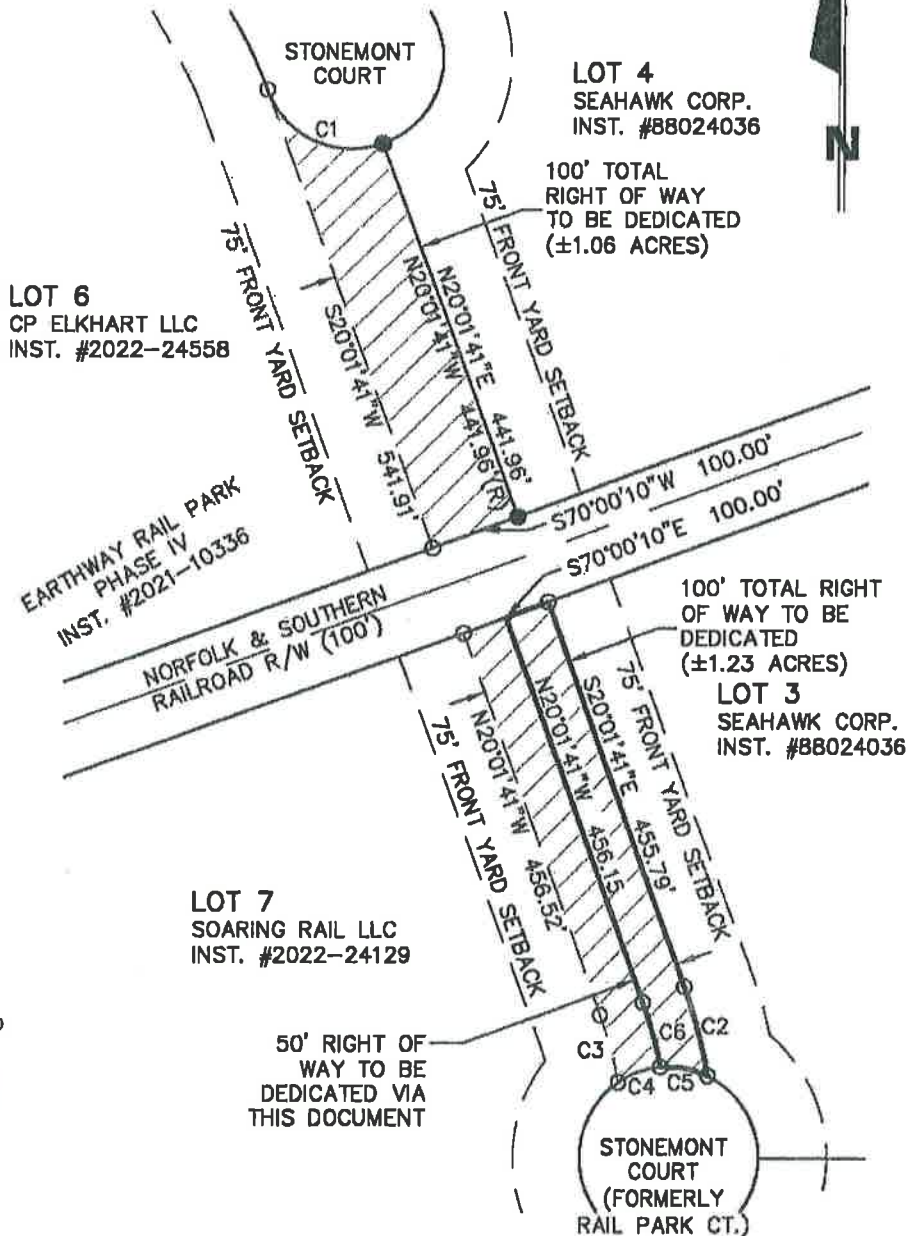 STONEMONT
COURT
C1
LOT 4
SEAHAWK CORP.
INST. #88024036
N
100' TOTAL
RIGHT OF WAY
TO BE DEDICATED
(±1.06 ACRES)
75' FRONT YARD SETBACK
75' FRONT YARD SETBACK
LOT 6
CP ELKHART LLC
INST. #2022-24558
S20°01'41"W 541.91'
N20°01'41"W 441.96'(R)
N20°01'41"E 441.96'
S70°00'10"W 100.00'
S70°00'10"E 100.00'
EARTHWAY RAIL PARK
PHASE IV
INST. #2021-10336
NORFOLK & SOUTHERN
RAILROAD R/W (100')
100' TOTAL RIGHT
OF WAY TO BE
DEDICATED
(±1.23 ACRES)
LOT 3
SEAHAWK CORP.
INST. #88024036
75' FRONT YARD SETBACK
75' FRONT YARD SETBACK
N20°01'41"W 456.52'
N20°01'41"W 456.15
S20°01'41"E 455.79'
LOT 7
SOARING RAIL LLC
INST. #2022-24129
50' RIGHT OF
WAY TO BE
DEDICATED VIA
THIS DOCUMENT
C3
C6
C2
C4
C5
STONEMONT
COURT
(FORMERLY
RAIL PARK CT.)